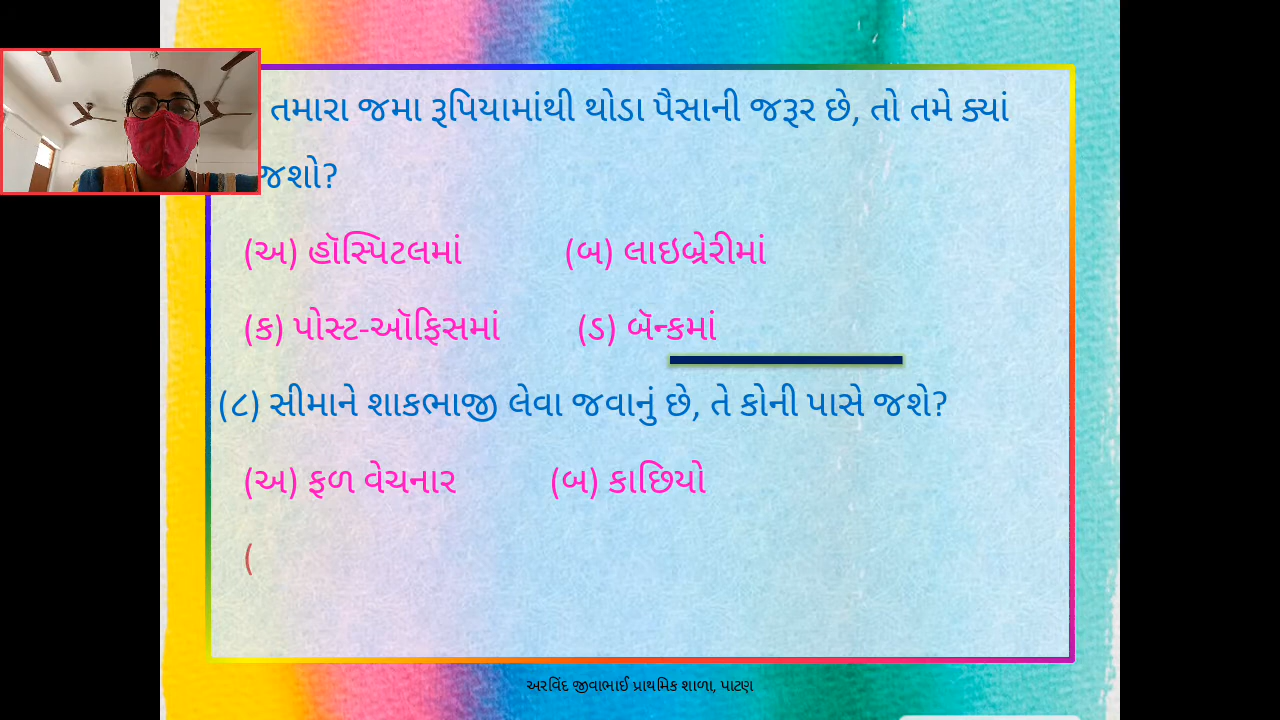 તમારા જમા રૂપિયામાંથી થોડા પૈસાની જરૂર છે, તો તમે ક્યાં
જશો?
(અ) હૉસ્પિટલમાં (બ) લાઇબ્રેરીમાં
(ક) પોસ્ટ-ઑફિસમાં (ડ) બૅન્કમાં
(૮) સીમાને શાકભાજી લેવા જવાનું છે, તે કોની પાસે જશે?
(અ) ફળ વેચનાર (બ) કાછિયો
(
અરવિંદ જીવાભાઈ પ્રાથમિક શાળા, પાટણ